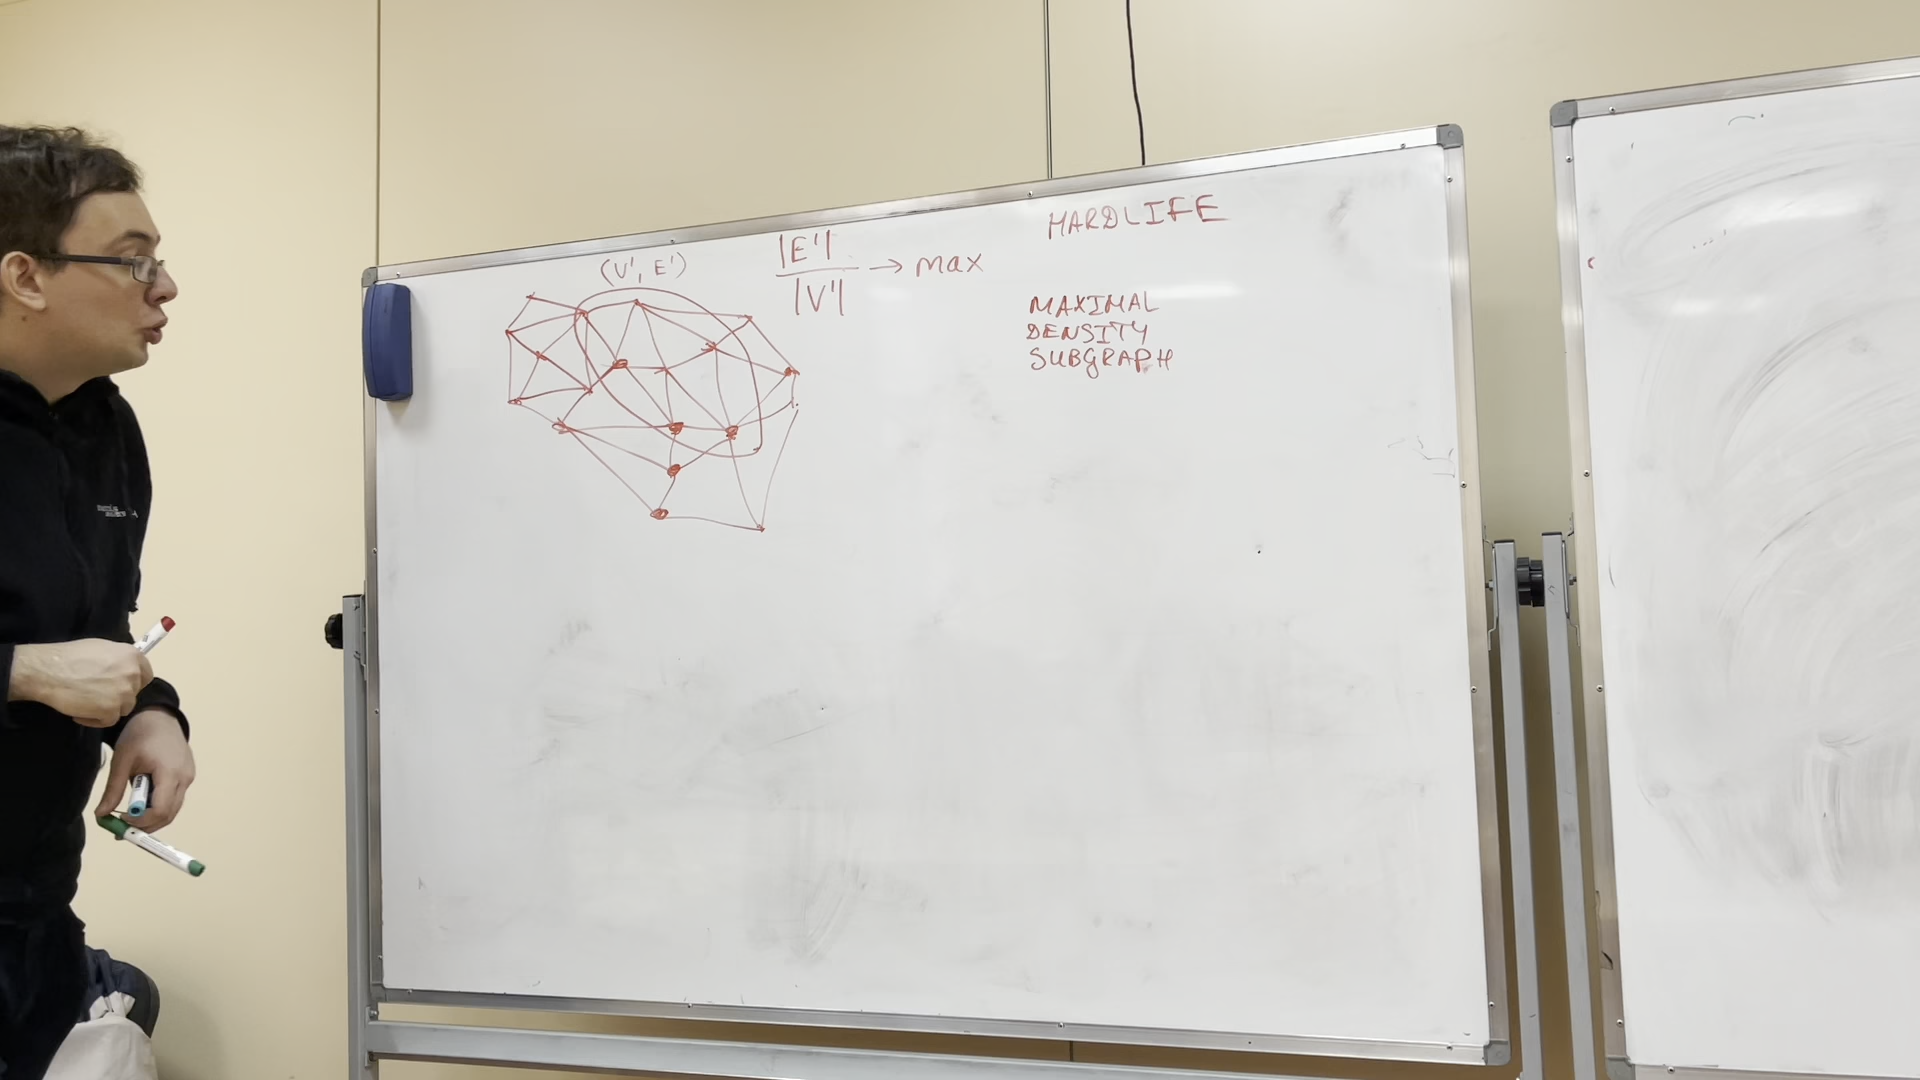 HARDLIFE
(V', E')
|E'|
|V'|
→ max
MAXIMAL
DENSITY
SUBGRAPH